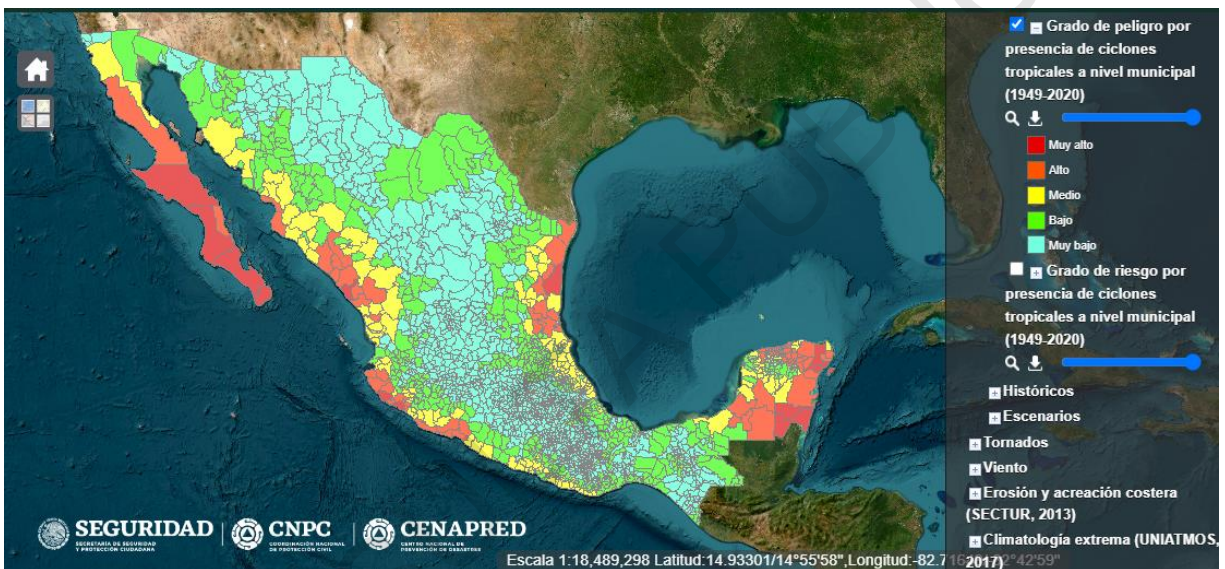 Grado de peligro por
presencia de ciclones
tropicales a nivel municipal
(1949-2020)
Muy alto
Alto
Medio
Bajo
Muy bajo
Grado de riesgo por
presencia de ciclones
tropicales a nivel municipal
(1949-2020)
Históricos
Escenarios
Tornados
Viento
Erosión y acreación costera
(SECTUR, 2013)
Climatología extrema (UNIATMOS,
2017)
SEGURIDAD
SECRETARÍA DE SEGURIDAD
Y PROTECCIÓN CIUDADANA
CNPC
COORDINACIÓN NACIONAL
DE PROTECCIÓN CIVIL
CENAPRED
CENTRO NACIONAL DE
PREVENCIÓN DE DESASTRES
Escala 1:18,489,298 Latitud:14.93301/14°55'58",Longitud:-82.716